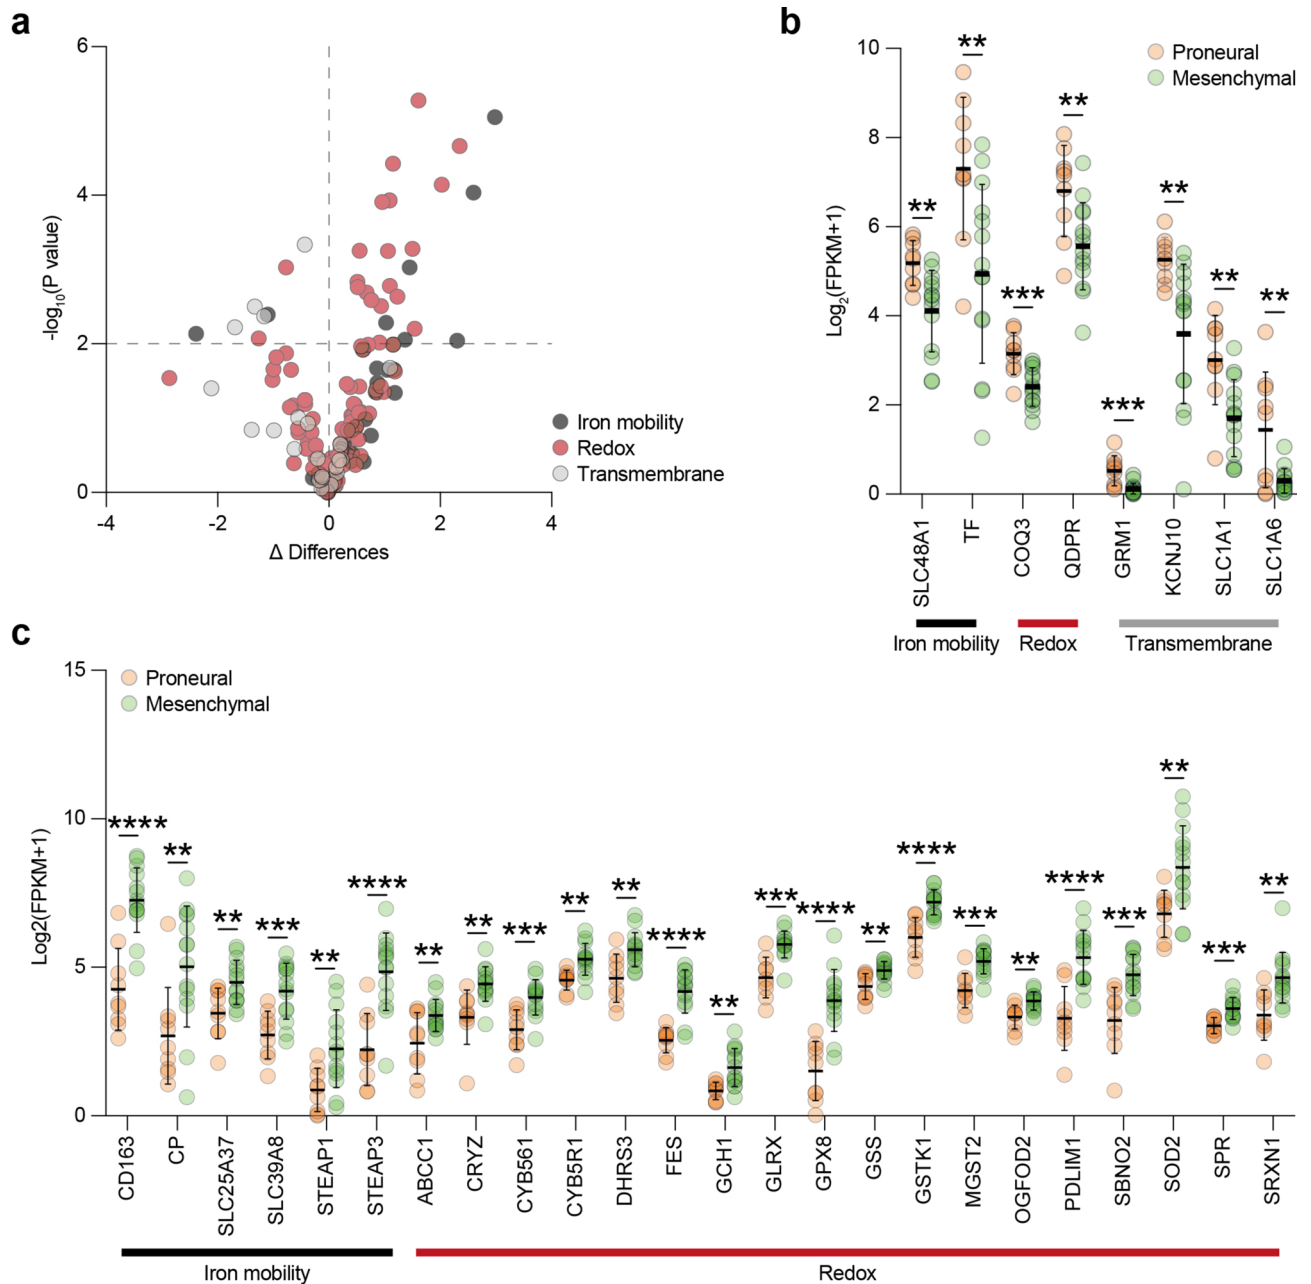 a
6
4
2
0
-log10(P value)
-4
-2
0
2
4
Δ Differences
Iron mobility
Redox
Transmembrane
b
10
8
6
4
2
0
Log2(FPKM+1)
Proneural
Mesenchymal
**
**
***
**
***
**
**
**
SLC48A1
TF
COQ3
QDPR
GRM1
KCNJ10
SLC1A1
SLC1A6
Iron mobility
Redox
Transmembrane
c
15
10
5
0
Log2(FPKM+1)
Proneural
Mesenchymal
****
**
**
***
**
****
**
**
***
**
**
****
**
***
****
**
****
***
**
****
***
**
***
**
CD163
CP
SLC25A37
SLC39A8
STEAP1
STEAP3
ABCC1
CRYZ
CYB561
CYB5R1
DHRS3
FES
GCH1
GLRX
GPX8
GSS
GSTK1
MGST2
OGFOD2
PDLIM1
SBNO2
SOD2
SPR
SRXN1
Iron mobility
Redox